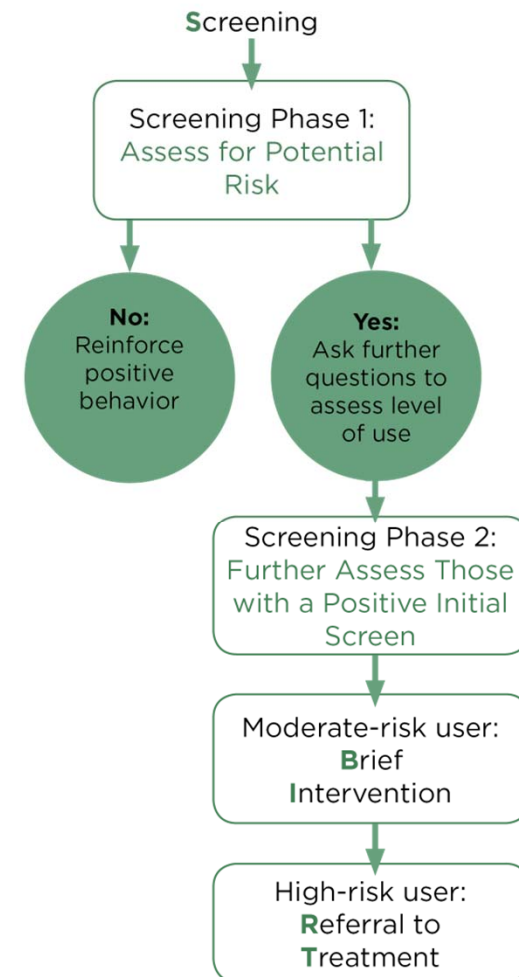 Screening
Screening Phase 1:
Assess for Potential
Risk
No:
Reinforce
positive
behavior
Yes:
Ask further
questions to
assess level
of use
Screening Phase 2:
Further Assess Those
with a Positive Initial
Screen
Moderate-risk user:
Brief
Intervention
High-risk user:
Referral to
Treatment